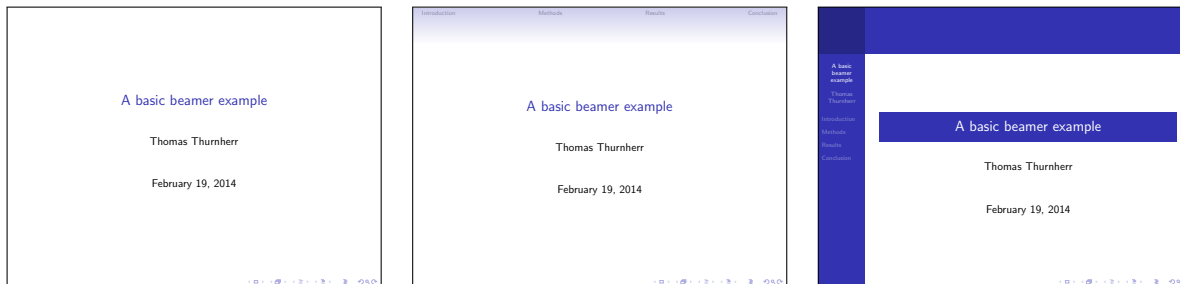 A basic beamer example
Thomas Thurnherr
February 19, 2014
Introduction Methods Results Conclusion
A basic beamer example
Thomas Thurnherr
February 19, 2014
A basic
beamer
example
Thomas
Thurnherr
Introduction
Methods
Results
Conclusion
A basic beamer example
Thomas Thurnherr
February 19, 2014